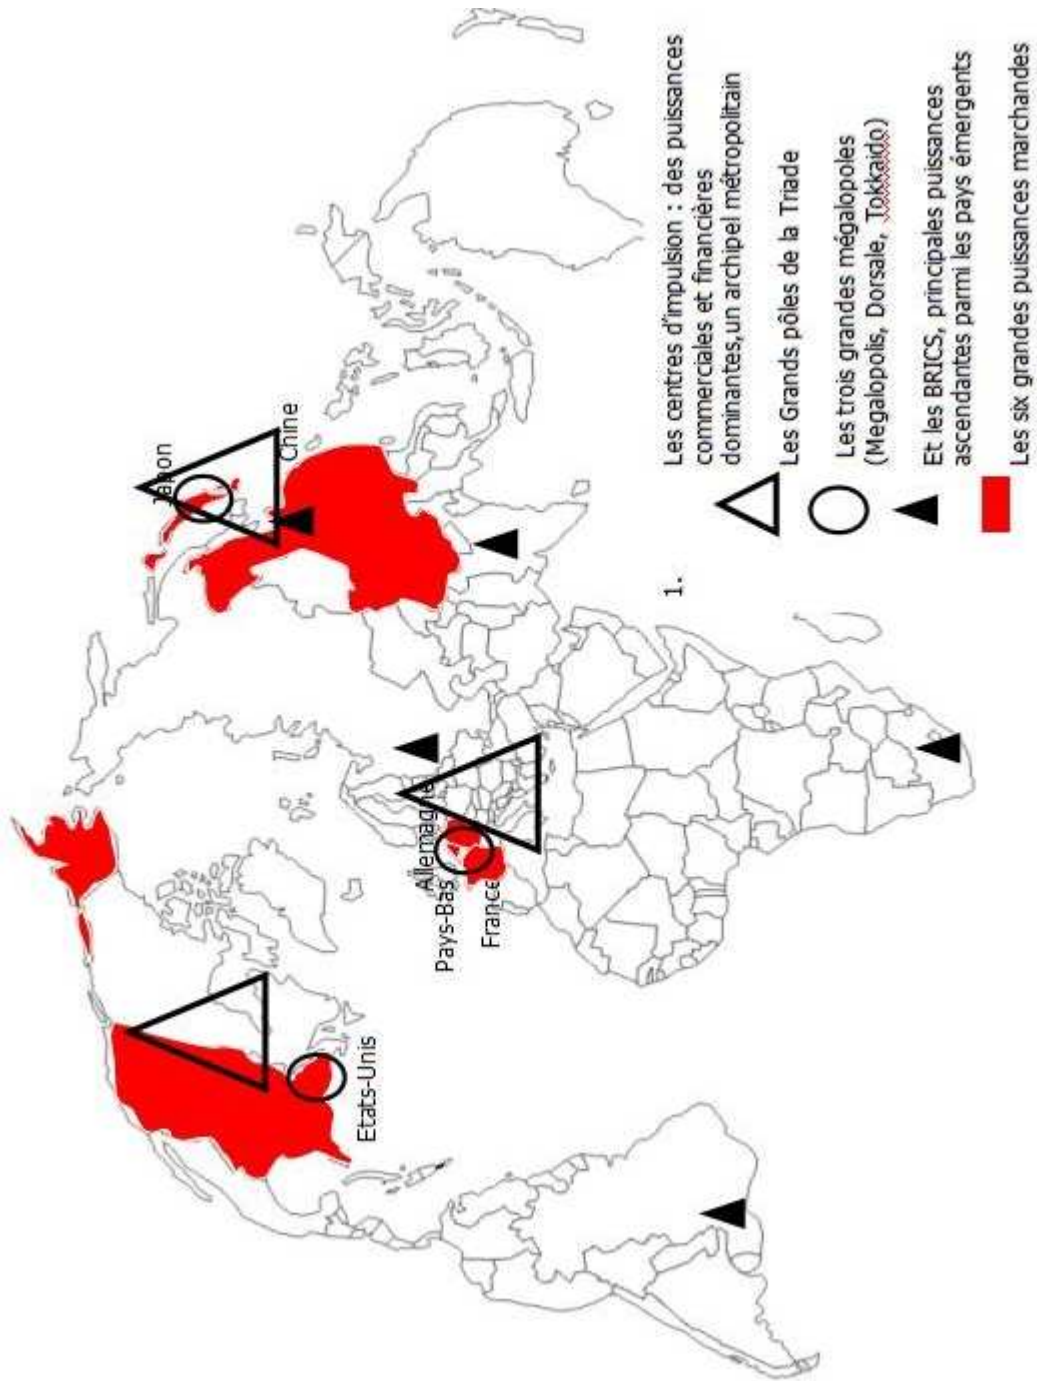 Japon
Chine
Allemagne
Pays-Bas
France
Etats-Unis
1.
Les centres d'impulsion : des puissances
commerciales et financières
dominantes,un archipel métropolitain
Les Grands pôles de la Triade
Les trois grandes mégalopoles
(Megalopolis, Dorsale, Tokkaido)
Et les BRICS, principales puissances
ascendantes parmi les pays émergents
Les six grandes puissances marchandes